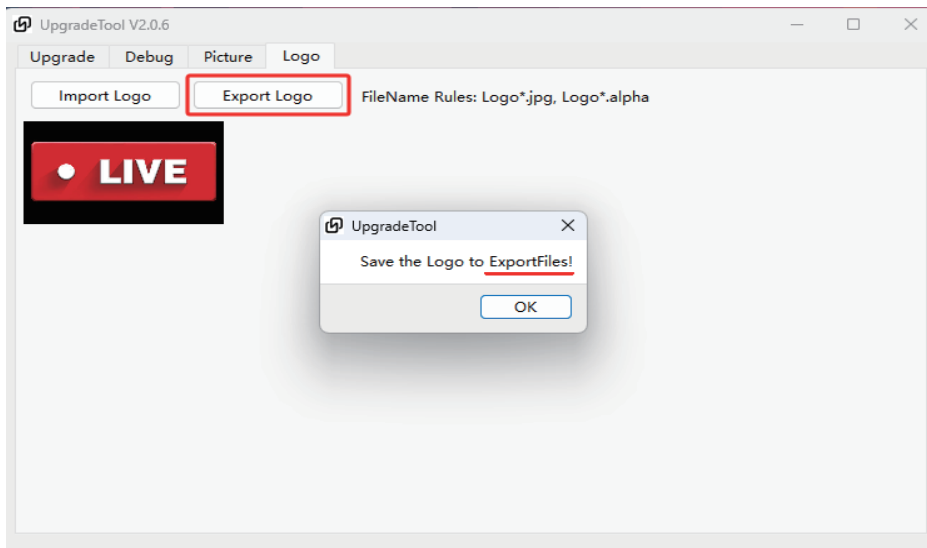 UpgradeTool V2.0.6
Upgrade Debug Picture Logo
Import Logo Export Logo FileName Rules: Logo*.jpg, Logo*.alpha
LIVE
UpgradeTool
Save the Logo to ExportFiles!
OK